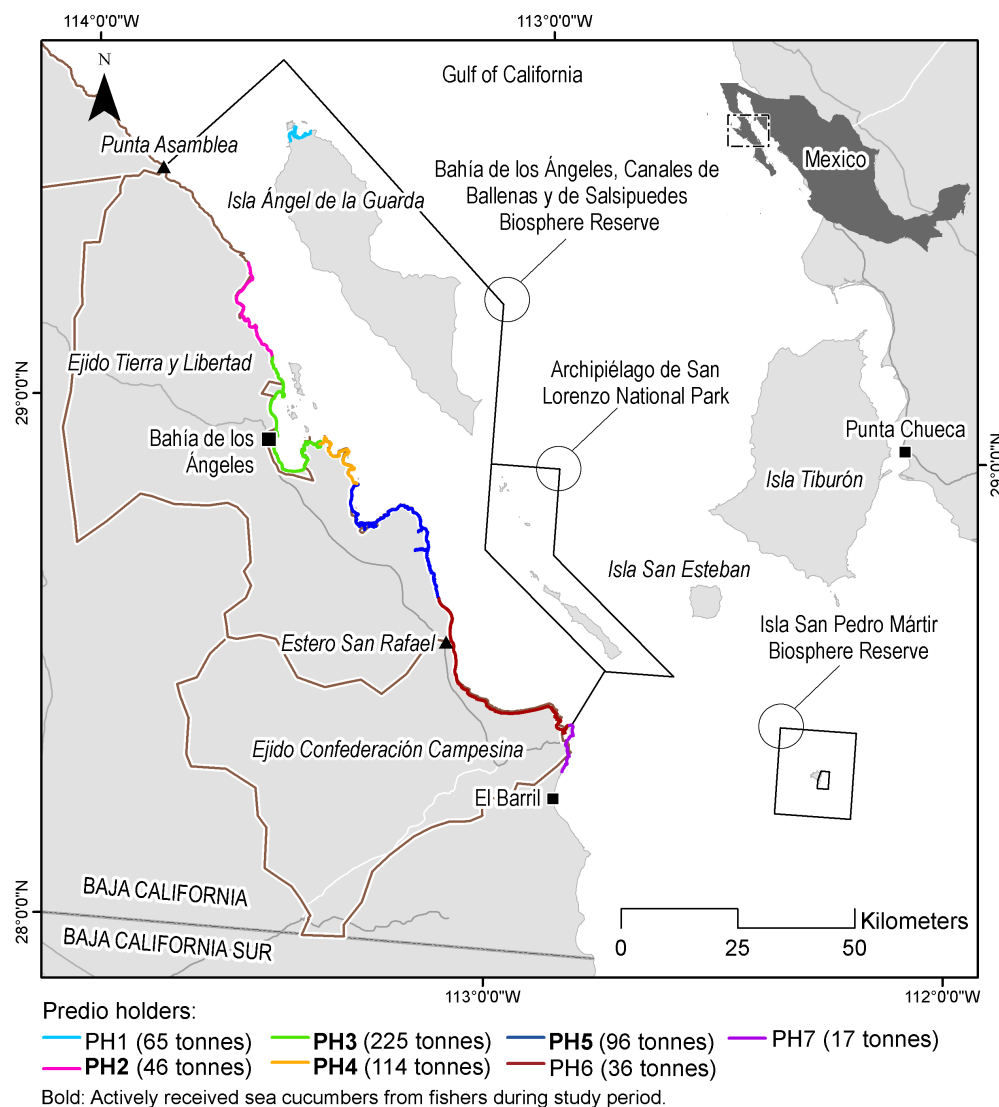 114°0'0"W
113°0'0"W
N
Gulf of California
Punta Asamblea
Isla Ángel de la Guarda
Bahía de los Ángeles, Canales de
Ballenas y de Salsipuedes
Biosphere Reserve
Mexico
Ejido Tierra y Libertad
29°0'0"N
Archipiélago de San
Lorenzo National Park
Bahía de los
Ángeles
Punta Chueca
29°0'0"N
Isla Tiburón
Isla San Esteban
Estero San Rafael
Isla San Pedro Mártir
Biosphere Reserve
Ejido Confederación Campesína
El Barril
BAJA CALIFORNIA
28°0'0"N
BAJA CALIFORNIA SUR
Kilometers
0 25 50
113°0'0"W
112°0'0"W
Predio holders:
PH1 (65 tonnes) PH3 (225 tonnes) PH5 (96 tonnes) PH7 (17 tonnes)
PH2 (46 tonnes) PH4 (114 tonnes) PH6 (36 tonnes)
Bold: Actively received sea cucumbers from fishers during study period.